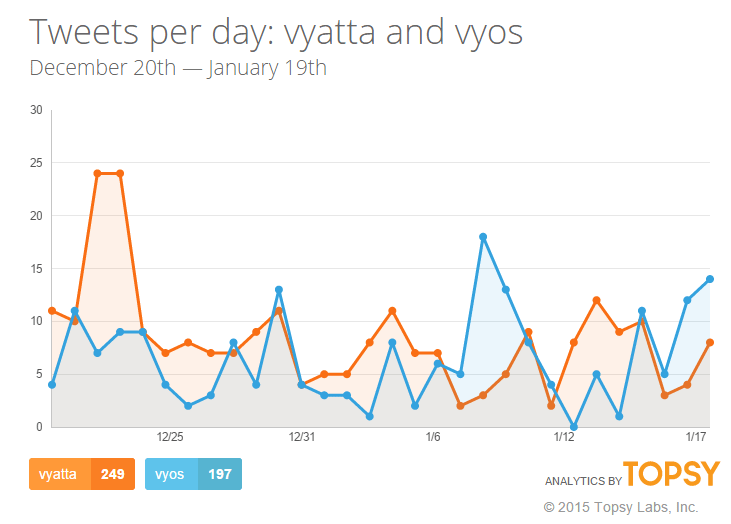 Tweets per day: vyatta and vyos
December 20th — January 19th
30
25
20
15
10
5
0
12/25 12/31 1/6 1/12 1/17
vyatta 249 vyos 197
ANALYTICS BY TOPSY
© 2015 Topsy Labs, Inc.